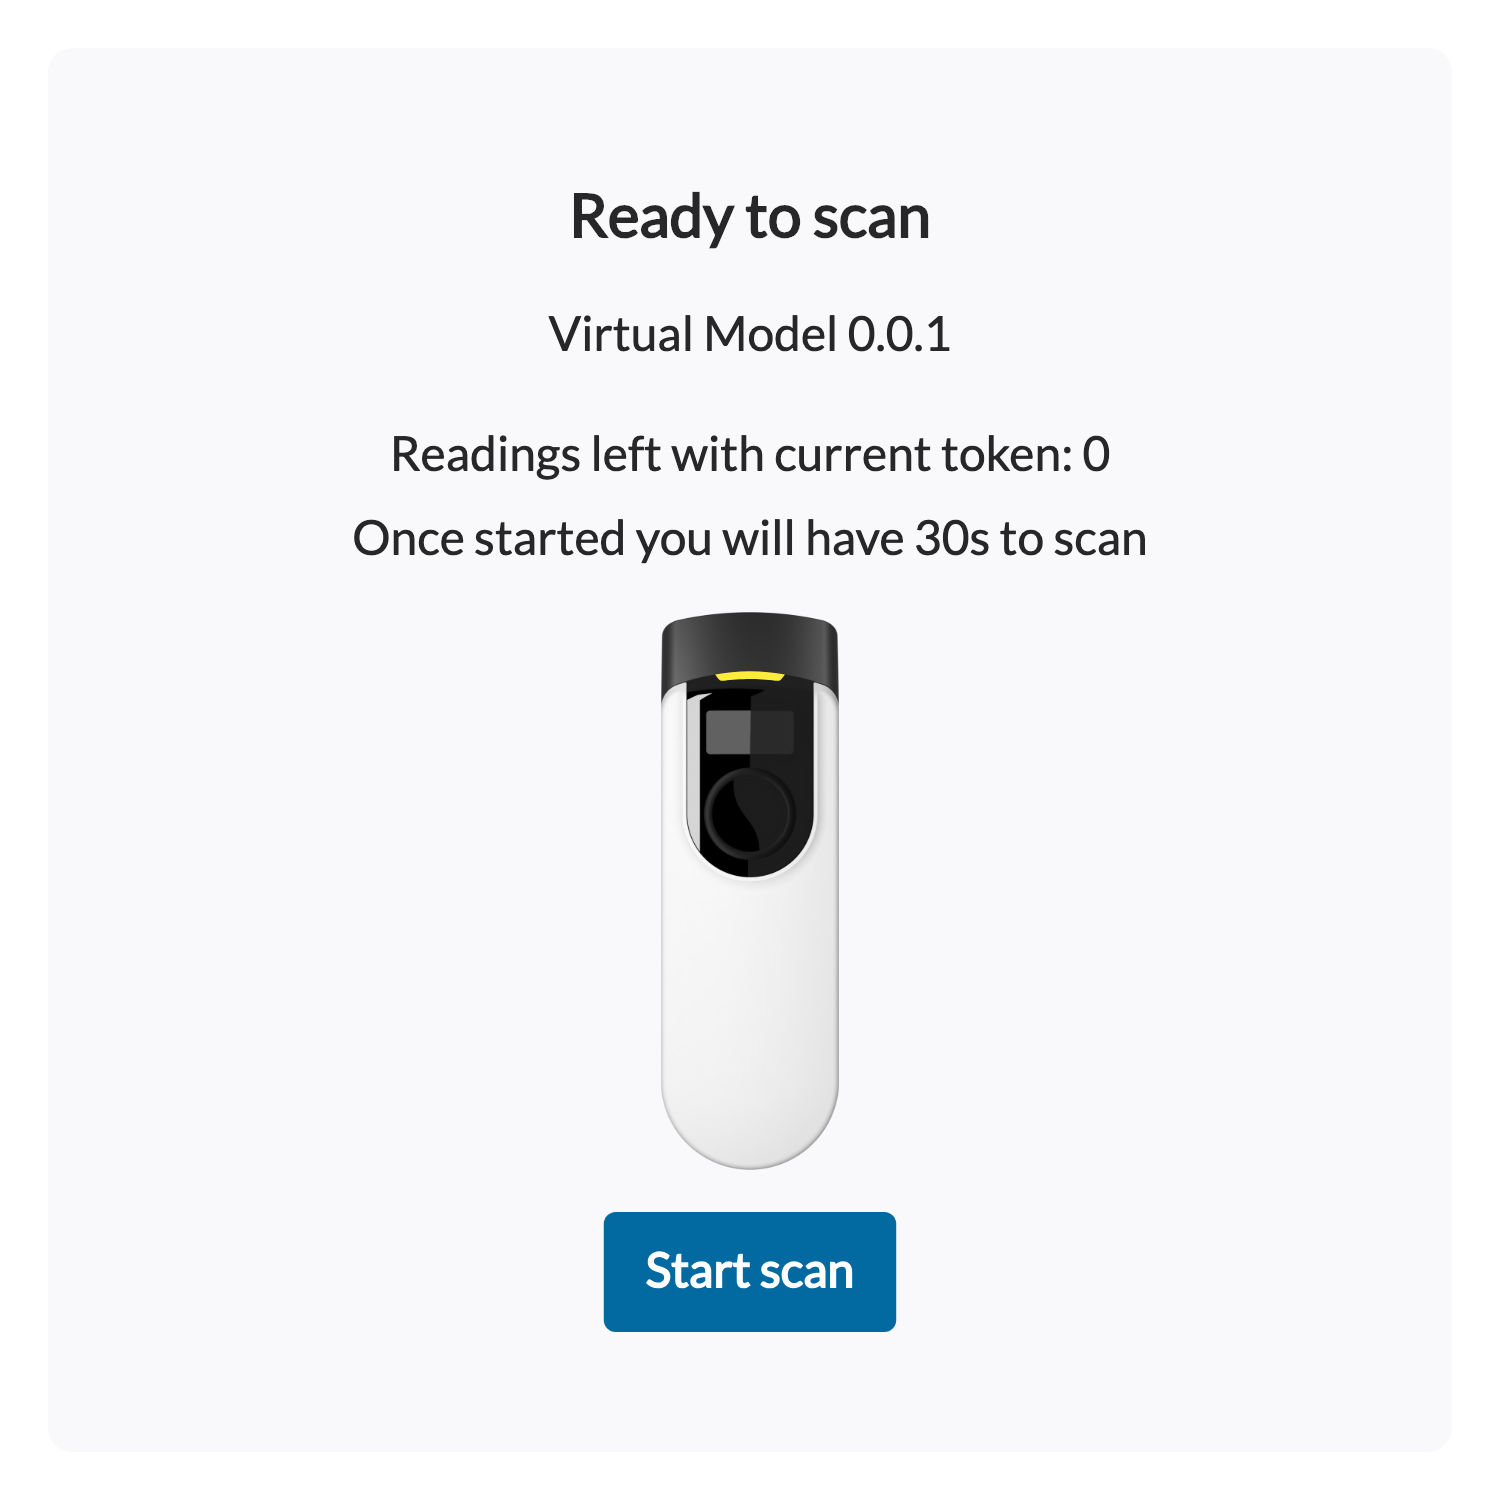 Ready to scan
Virtual Model 0.0.1
Readings left with current token: 0
Once started you will have 30s to scan
Start scan